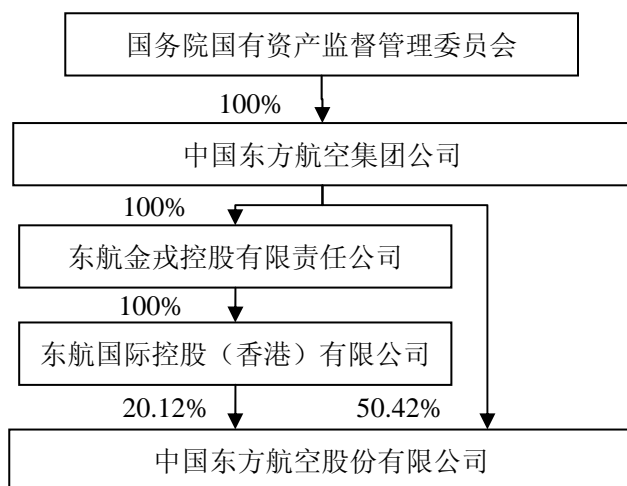 国务院国有资产监督管理委员会
100%
中国东方航空集团公司
100%
东航金戎控股有限责任公司
100%
东航国际控股（香港）有限公司
20.12% 50.42%
中国东方航空股份有限公司